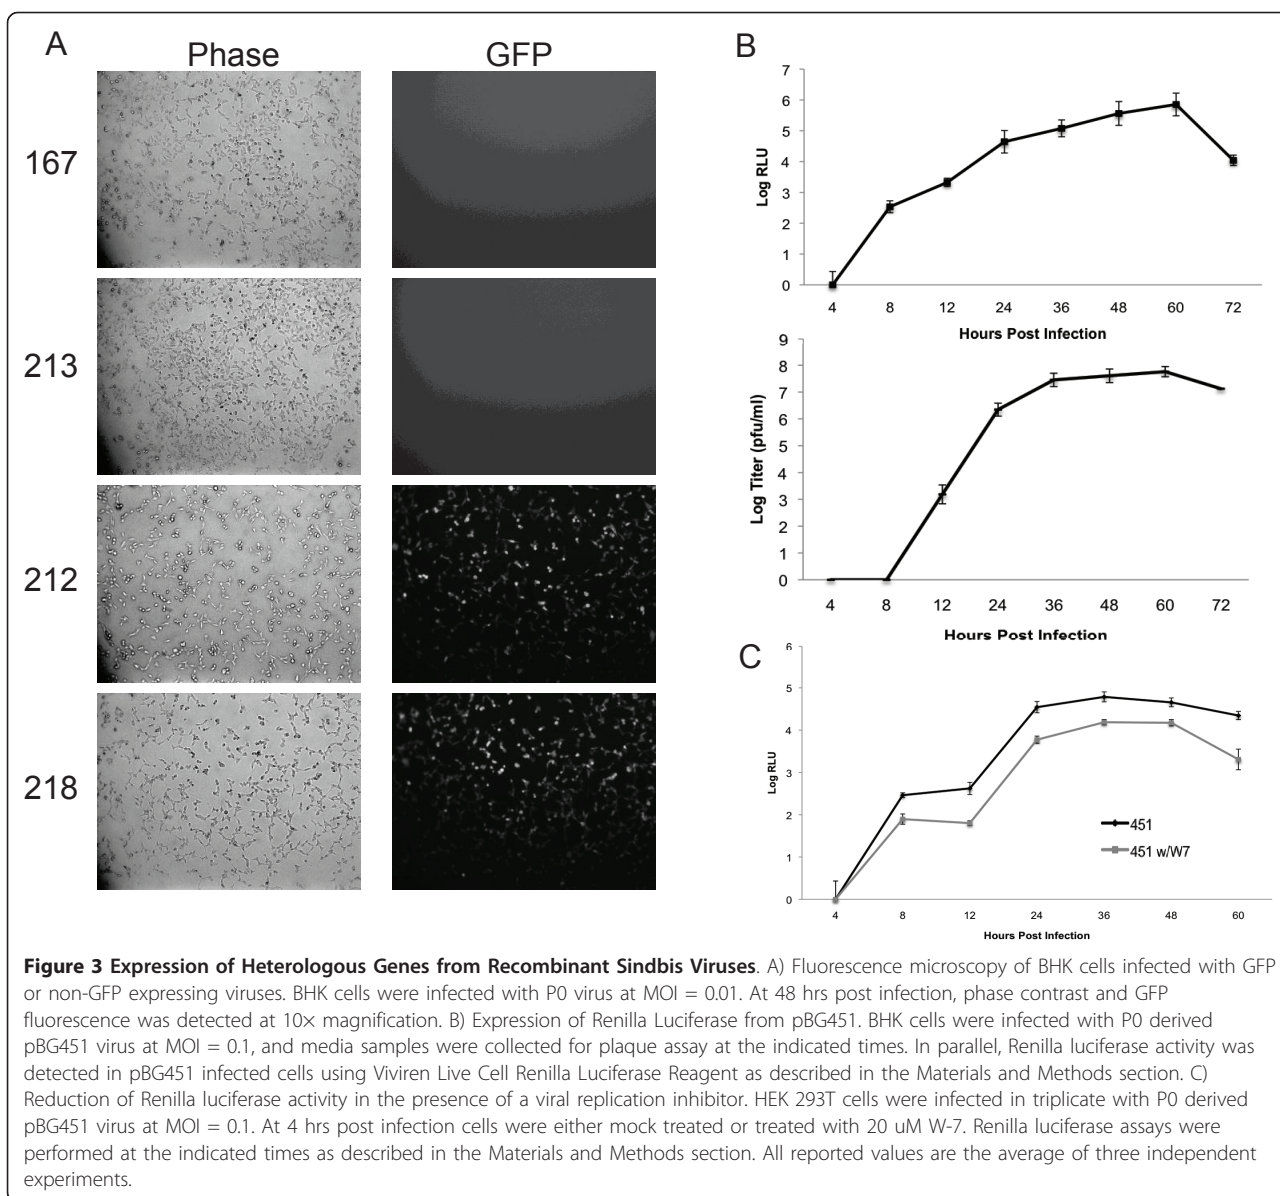 A
Phase
GFP
167
213
212
218
B
7
6
5
4
3
2
1
0
Log RLU
4 8 12 24 36 48 60 72
Hours Post Infection
9
8
7
6
5
4
3
2
1
0
Log Titer (pfu/ml)
4 8 12 24 36 48 60 72
Hours Post Infection
C
6
5
4
3
2
1
0
Log RLU
451
451 w/W7
4 8 12 24 36 48 60
Hours Post Infection
Figure 3 Expression of Heterologous Genes from Recombinant Sindbis Viruses. A) Fluorescence microscopy of BHK cells infected with GFP
or non-GFP expressing viruses. BHK cells were infected with P0 virus at MOI = 0.01. At 48 hrs post infection, phase contrast and GFP
fluorescence was detected at 10× magnification. B) Expression of Renilla Luciferase from pBG451. BHK cells were infected with P0 derived
pBG451 virus at MOI = 0.1, and media samples were collected for plaque assay at the indicated times. In parallel, Renilla luciferase activity was
detected in pBG451 infected cells using Viviren Live Cell Renilla Luciferase Reagent as described in the Materials and Methods section. C)
Reduction of Renilla luciferase activity in the presence of a viral replication inhibitor. HEK 293T cells were infected in triplicate with P0 derived
pBG451 virus at MOI = 0.1. At 4 hrs post infection cells were either mock treated or treated with 20 uM W-7. Renilla luciferase assays were
performed at the indicated times as described in the Materials and Methods section. All reported values are the average of three independent
experiments.